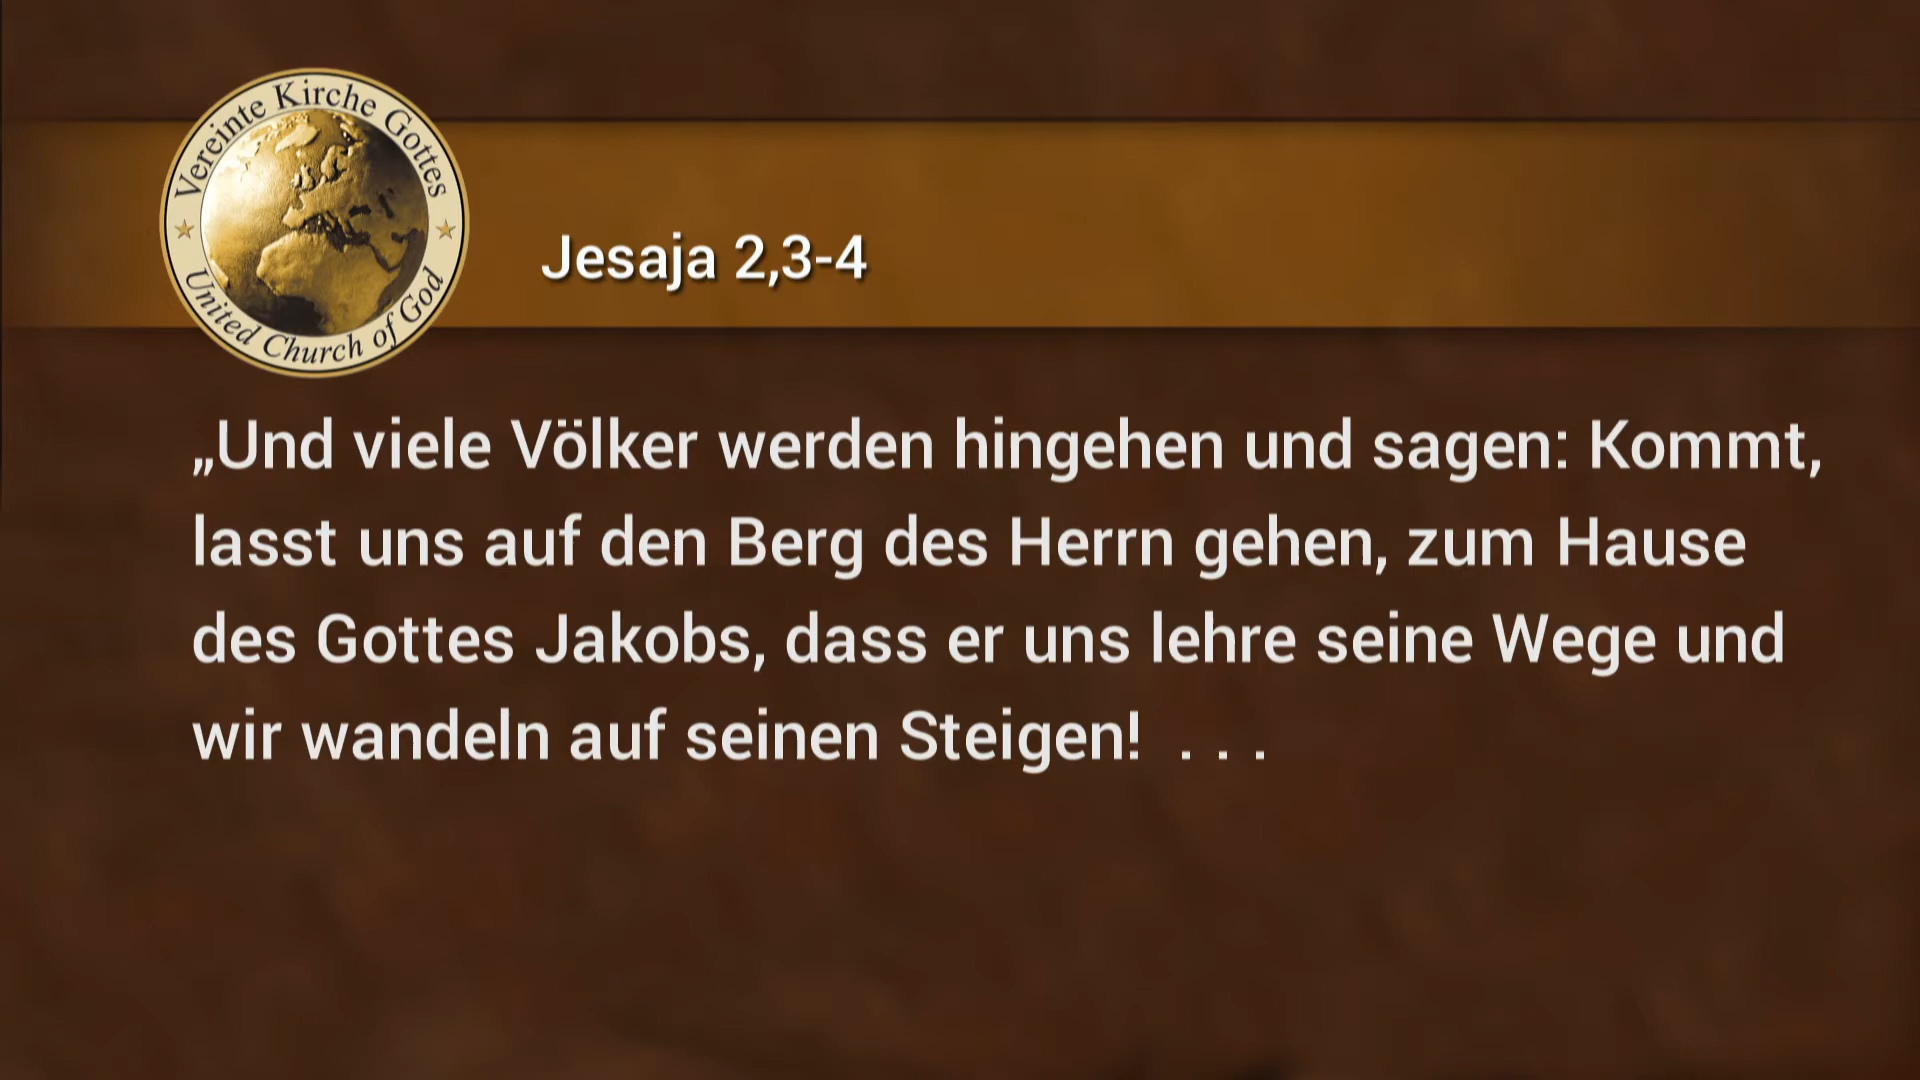 Vereinte Kirche Gottes
United Church of God
Jesaja 2,3-4
„Und viele Völker werden hingehen und sagen: Kommt,
lasst uns auf den Berg des Herrn gehen, zum Hause
des Gottes Jakobs, dass er uns lehre seine Wege und
wir wandeln auf seinen Steigen!  . . .